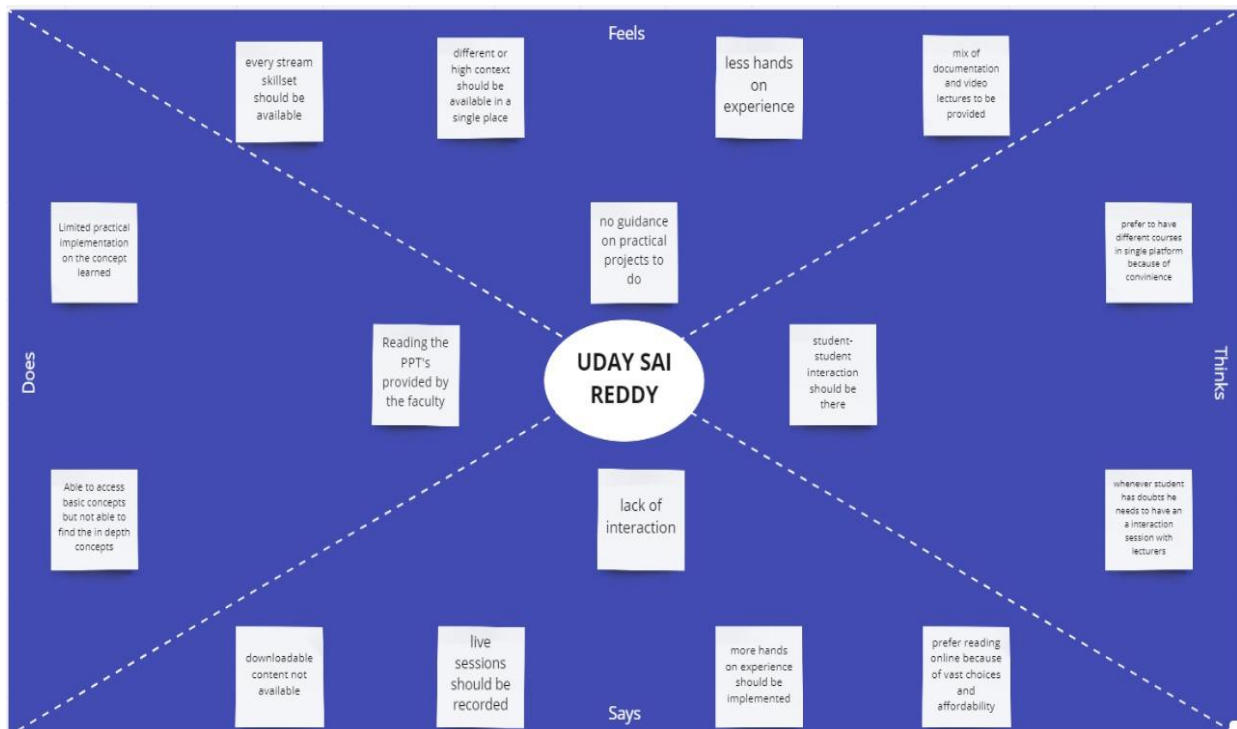 Feels
every stream
skillset
should be
available
different or
high context
should be
available in a
single place
less hands
on
experience
mix of
documentation
and video
lectures to be
provided
Limited practical
implementation
on the concept
learned
no guidance
on practical
projects to
do
prefer to have
different courses
in single platform
because of
convinience
Does
Reading the
PPT's
provided by
the faculty
UDAY SAI
REDDY
student-
student
interaction
should be
there
Thinks
Able to access
basic concepts
but not able to
find the in depth
concepts
lack of
interaction
whenever student
has doubts he
needs to have an
a interaction
session with
lecturers
downloadable
content not
available
live
sessions
should be
recorded
more hands
on experience
should be
implemented
prefer reading
online because
of vast choices
and
affordability
Says